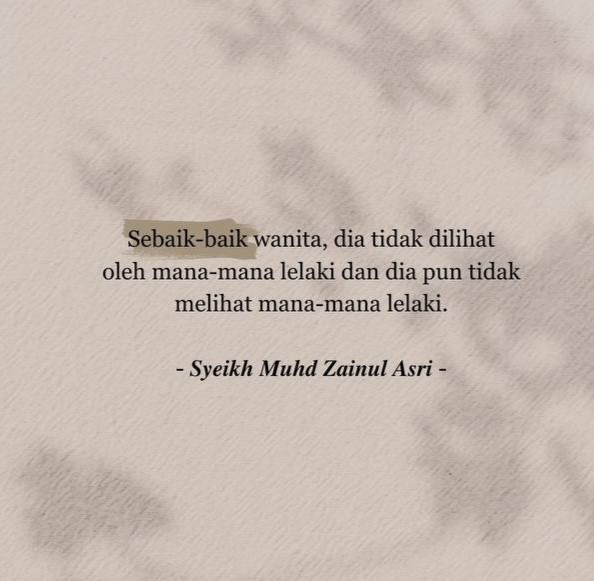 Sebaik-baik wanita, dia tidak dilihat
oleh mana-mana lelaki dan dia pun tidak
melihat mana-mana lelaki.
- Syeikh Muhd Zainul Asri -